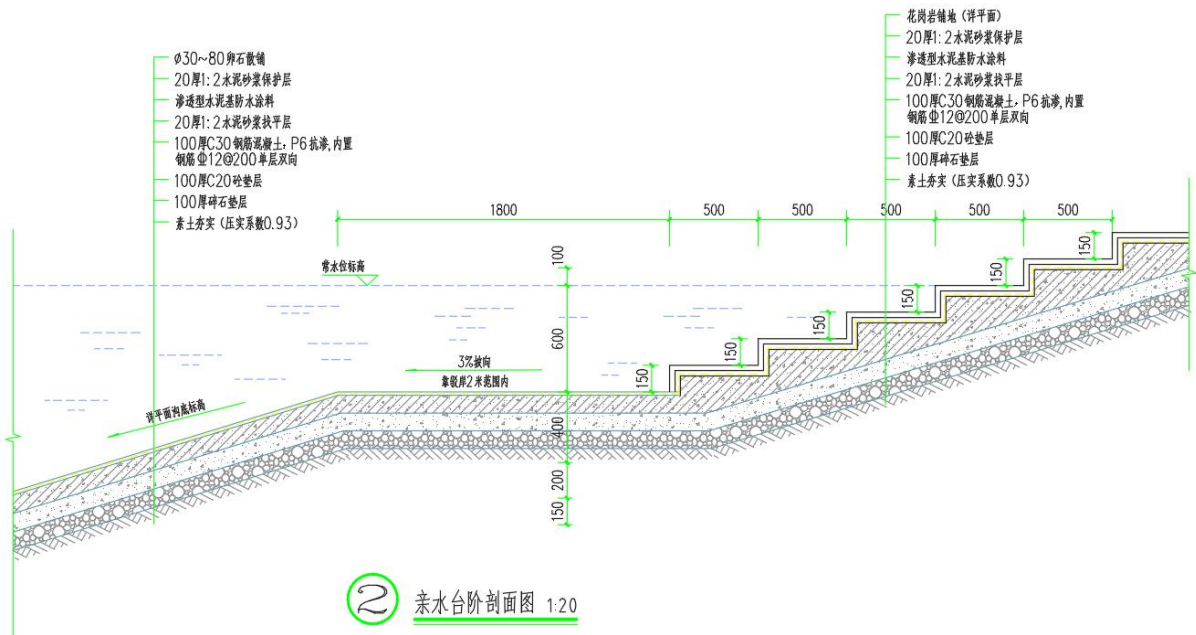 ø30~80卵石散铺
20厚1:2水泥砂浆保护层
渗透型水泥基防水涂料
20厚1:2水泥砂浆找平层
100厚C30钢筋混凝土,P6抗渗,内置
钢筋Φ12@200单层双向
100厚C20砼垫层
100厚碎石垫层
素土夯实（压实系数0.93）
花岗岩铺地（详平面）
20厚1:2水泥砂浆保护层
渗透型水泥基防水涂料
20厚1:2水泥砂浆找平层
100厚C30钢筋混凝土,P6抗渗,内置
钢筋Φ12@200单层双向
100厚C20砼垫层
100厚碎石垫层
素土夯实（压实系数0.93）
1800
500
500
500
500
500
100
常水位标高
150
150
150
150
150
150
600
3%坡向
靠驳岸2米范围内
详平面沟底标高
400
200
150
2
亲水台阶剖面图 1:20